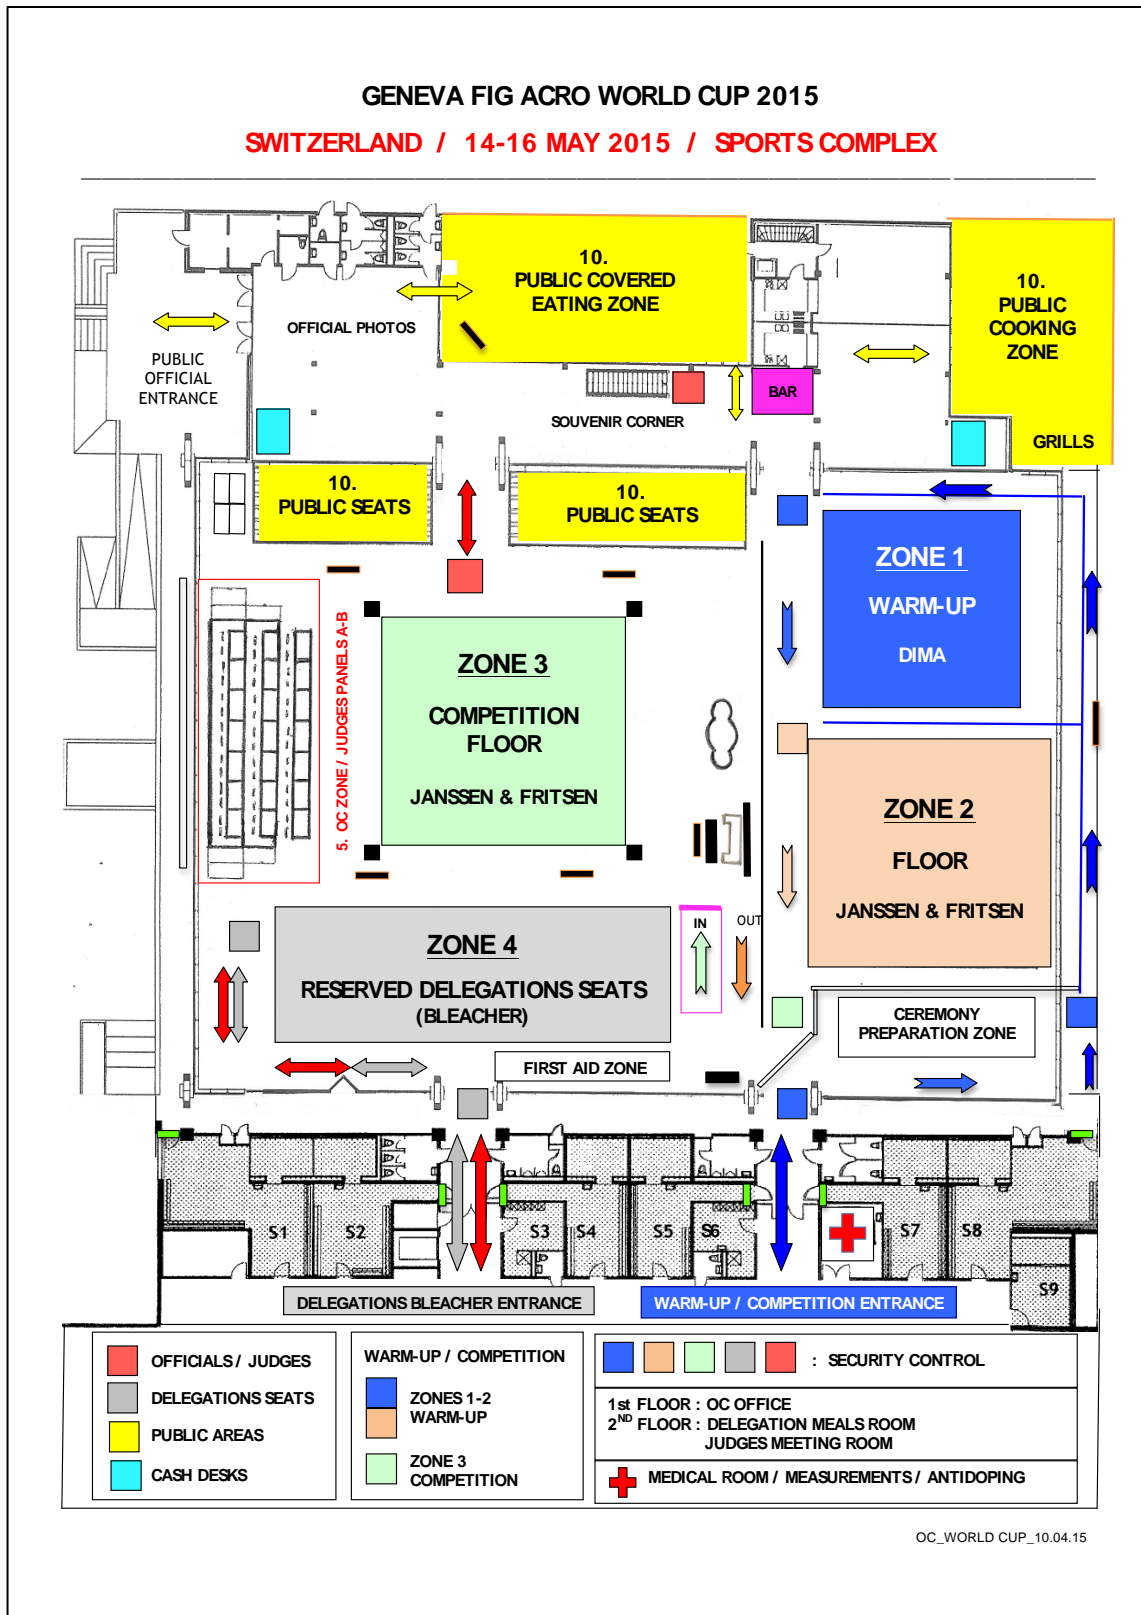 GENEVA FIG ACRO WORLD CUP 2015
SWITZERLAND / 14-16 MAY 2015 / SPORTS COMPLEX
10.
PUBLIC COVERED
EATING ZONE
10.
PUBLIC
COOKING
ZONE
GRILLS
OFFICIAL PHOTOS
PUBLIC
OFFICIAL
ENTRANCE
BAR
SOUVENIR CORNER
10.
PUBLIC SEATS
10.
PUBLIC SEATS
ZONE 1
WARM-UP
DIMA
5. OC ZONE / JUDGES PANELS A-B
ZONE 3
COMPETITION
FLOOR
JANSSEN & FRITSEN
ZONE 2
FLOOR
JANSSEN & FRITSEN
ZONE 4
RESERVED DELEGATIONS SEATS
(BLEACHER)
IN
OUT
CEREMONY
PREPARATION ZONE
FIRST AID ZONE
S1
S2
S3
S4
S5
S6
S7
S8
S9
DELEGATIONS BLEACHER ENTRANCE
WARM-UP / COMPETITION ENTRANCE
OFFICIALS / JUDGES
DELEGATIONS SEATS
PUBLIC AREAS
CASH DESKS
WARM-UP / COMPETITION
ZONES 1-2
WARM-UP
ZONE 3
COMPETITION
: SECURITY CONTROL
1st FLOOR : OC OFFICE
2ND FLOOR : DELEGATION MEALS ROOM
JUDGES MEETING ROOM
MEDICAL ROOM / MEASUREMENTS / ANTIDOPING
OC_WORLD CUP_10.04.15